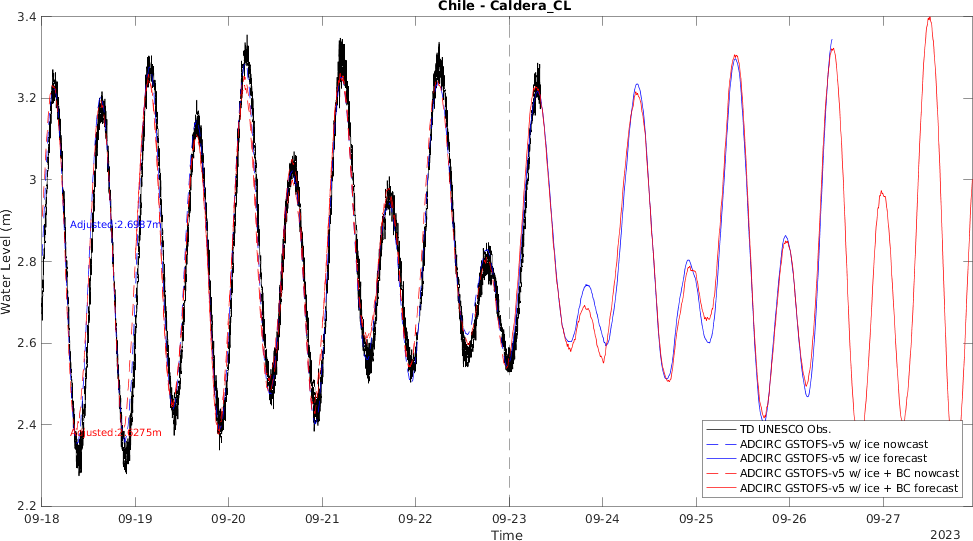 Chile - Caldera_CL
3.4
3.2
3
2.8
2.6
2.4
2.2
Water Level (m)
Adjusted:2.6937m
Adjusted:2.6275m
TD UNESCO Obs.
ADCIRC GSTOFS-v5 w/ ice nowcast
ADCIRC GSTOFS-v5 w/ ice forecast
ADCIRC GSTOFS-v5 w/ ice + BC nowcast
ADCIRC GSTOFS-v5 w/ ice + BC forecast
09-18 09-19 09-20 09-21 09-22 09-23 09-24 09-25 09-26 09-27
Time
2023